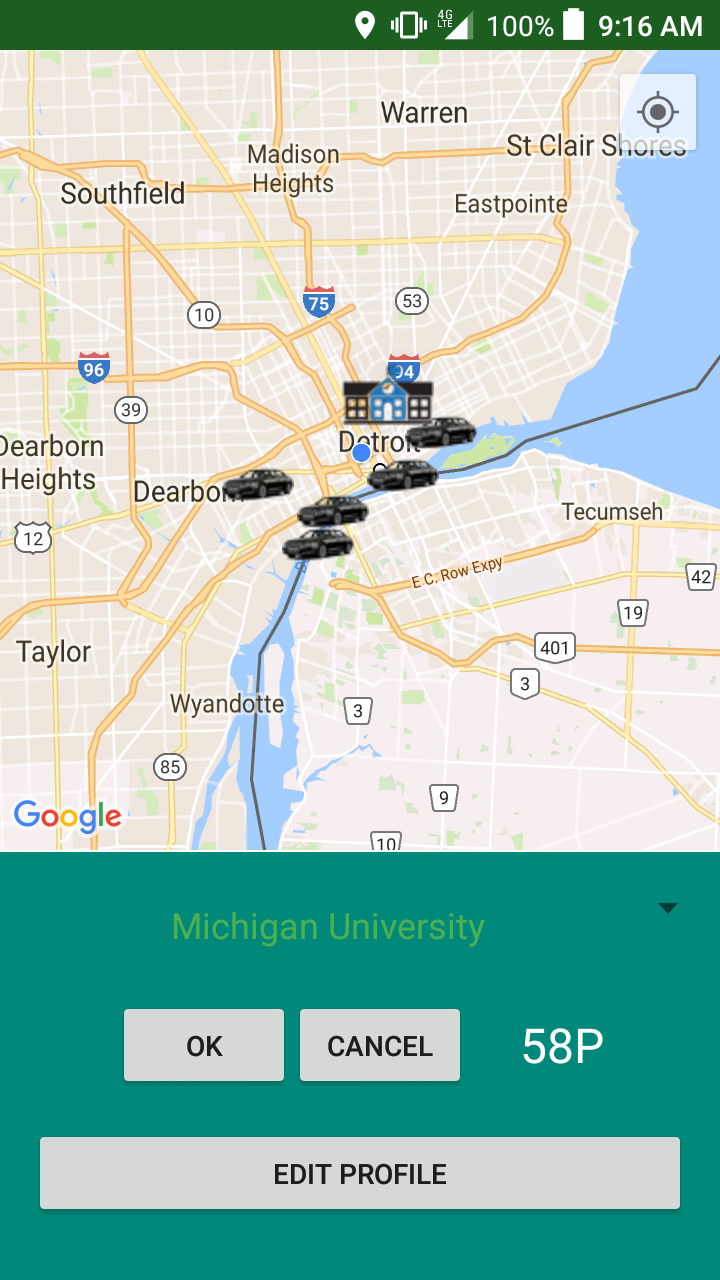 4G
LTE
100%
9:16 AM
Warren
St Clair Shores
Madison
Heights
Southfield
Eastpointe
75
53
10
96
94
39
Detroit
Dearborn
Heights
Dearborn
Tecumseh
12
E C. Row Expy
42
19
Taylor
401
3
Wyandotte
3
85
9
Google
10
Michigan University
OK
CANCEL
58P
EDIT PROFILE